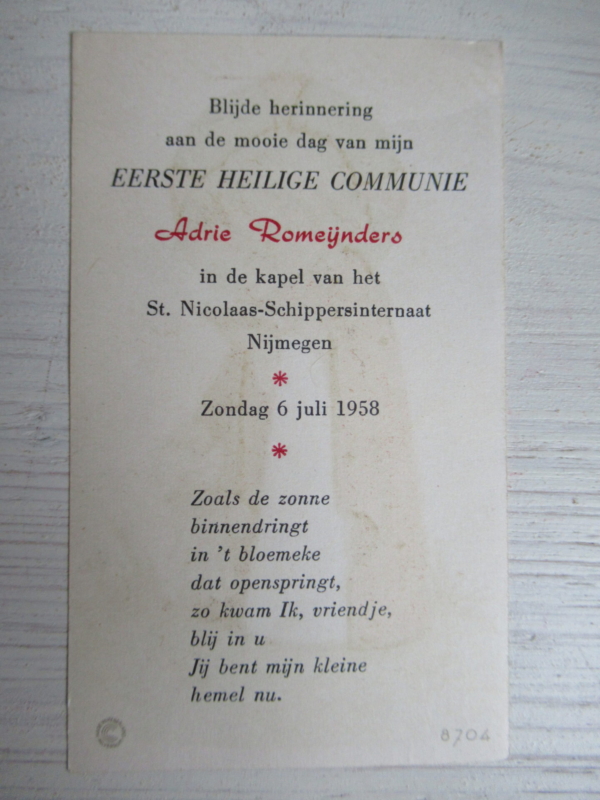 Blijde herinnering
aan de mooie dag van mijn
EERSTE HEILIGE COMMUNIE
Adrie Romeijnders
in de kapel van het
St. Nicolaas-Schippersinternaat
Nijmegen
*
Zondag 6 juli 1958
*
Zoals de zonne
binnendringt
in 't bloemeke
dat openspringt,
zo kwam Ik, vriendje,
blij in u
Jij bent mijn kleine
hemel nu.
8704